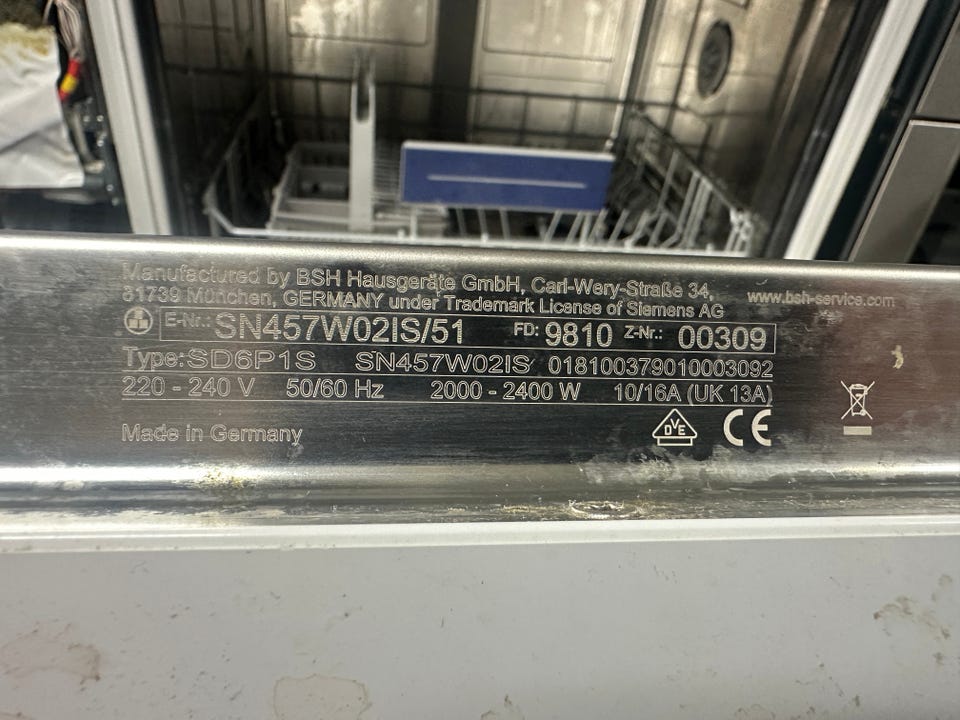 Manufactured by BSH Hausgeräte GmbH, Carl-Wery-Straße 34,
81739 München, GERMANY under Trademark License of Siemens AG
www.bsh-service.com
E-Nr.: SN457W02IS/51 FD: 9810 Z-Nr.: 00309
Type:SD6P1S SN457W02IS 018100379010003092
220 - 240 V 50/60 Hz 2000 - 2400 W 10/16A (UK 13A)
Made in Germany
DVE CE